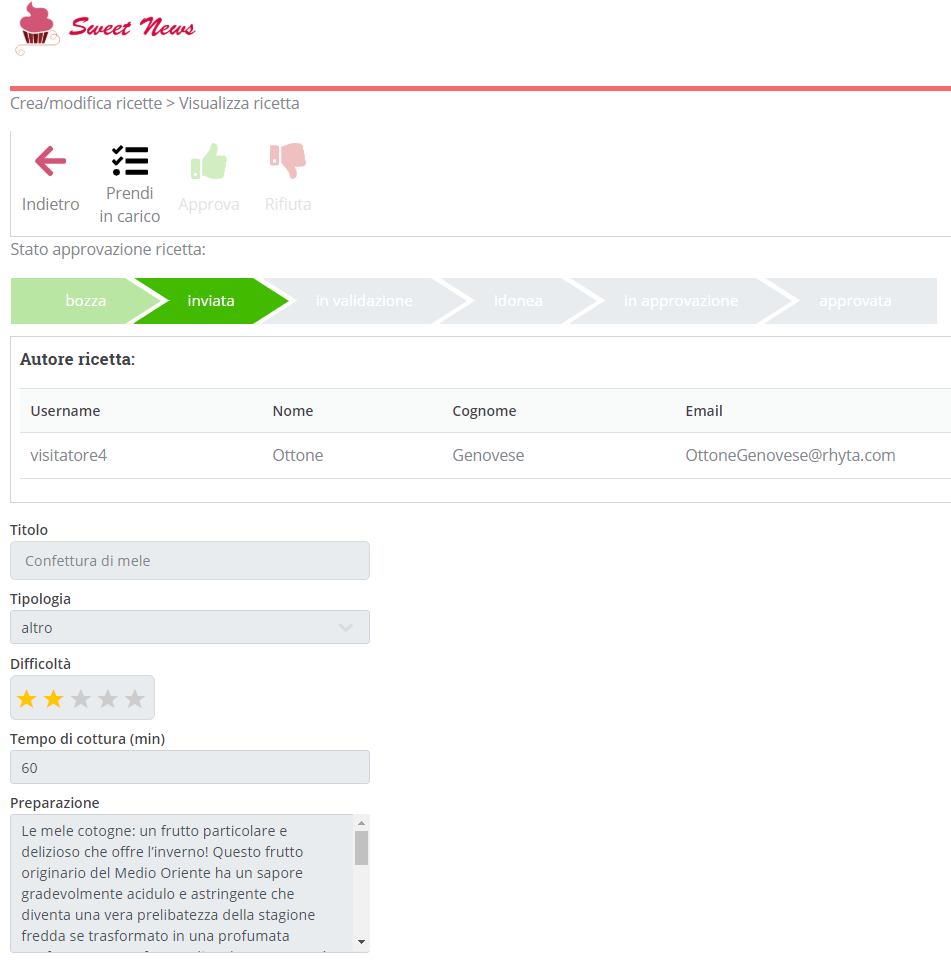 Sweet News
Crea/modifica ricette > Visualizza ricetta
Indietro
Prendi
in carico
Approva
Rifiuta
Stato approvazione ricetta:
bozza
inviata
in validazione
idonea
in approvazione
approvata
Autore ricetta:
Username Nome Cognome Email
visitatore4 Ottone Genovese OttoneGenovese@rhyta.com
Titolo
Confettura di mele
Tipologia
altro
Difficoltà
Tempo di cottura (min)
60
Preparazione
Le mele cotogne: un frutto particolare e
delizioso che offre l'inverno! Questo frutto
originario del Medio Oriente ha un sapore
gradevolmente acidulo e astringente che
diventa una vera prelibatezza della stagione
fredda se trasformato in una profumata